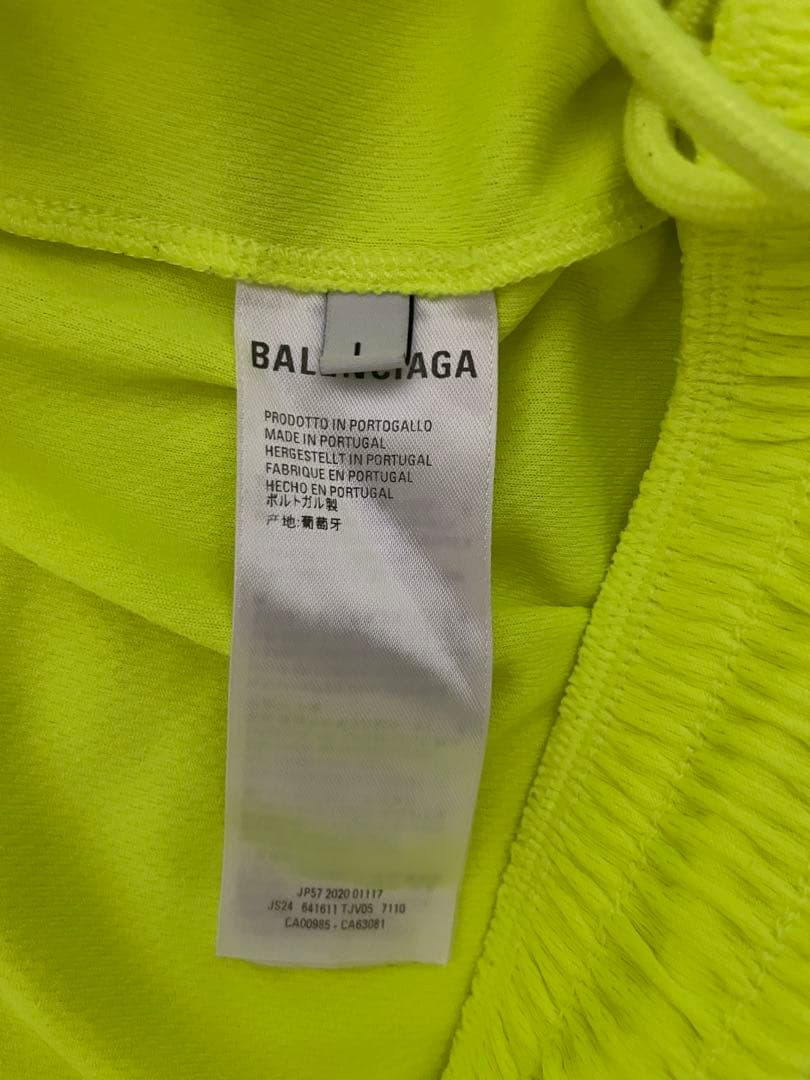 BALENCIAGA
PRODOTTO IN PORTOGALLO
MADE IN PORTUGAL
HERGESTELLT IN PORTUGAL
FABRIQUE EN PORTUGAL
HECHO EN PORTUGAL
ポルトガル製
产地:葡萄牙
JP57 2020 01117
JS24 641611 TJV05 7110
CA00985 - CA63081